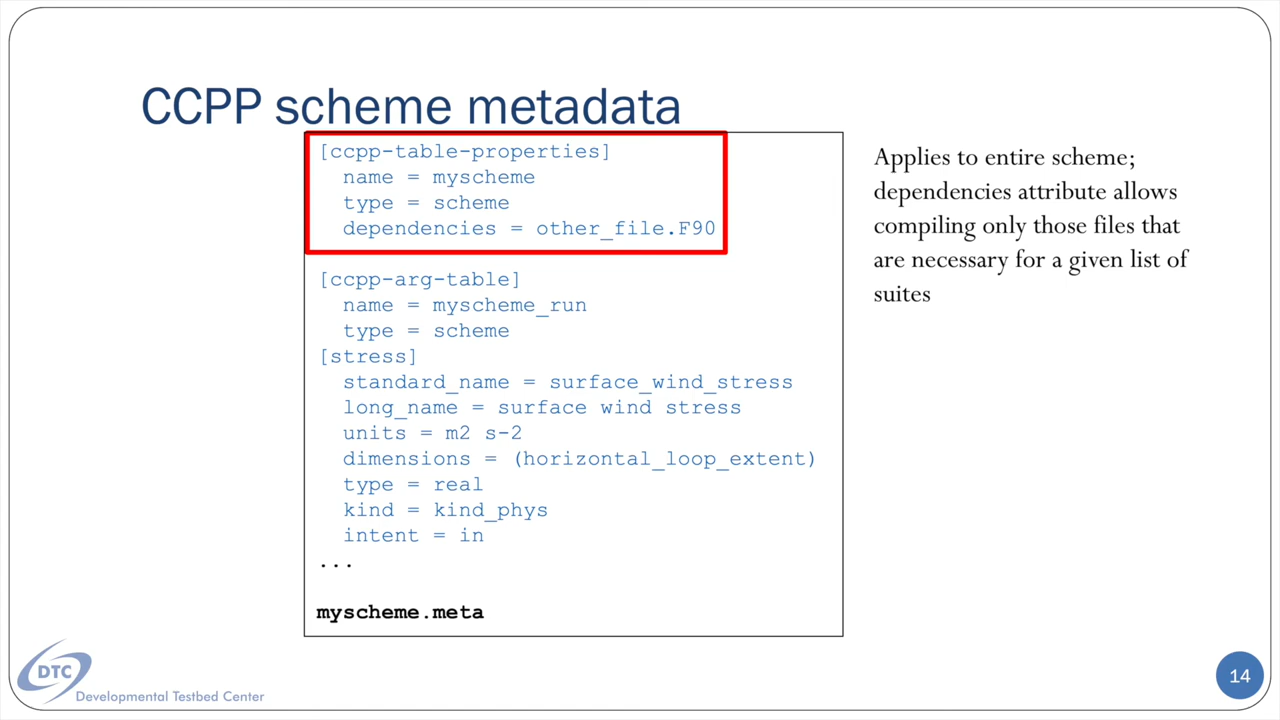 CCPP scheme metadata
[ccpp-table-properties]
name = myscheme
type = scheme
dependencies = other_file.F90
[ccpp-arg-table]
name = myscheme_run
type = scheme
[stress]
standard_name = surface_wind_stress
long_name = surface wind stress
units = m2 s-2
dimensions = (horizontal_loop_extent)
type = real
kind = kind_phys
intent = in
...
myscheme.meta
Applies to entire scheme;
dependencies attribute allows
compiling only those files that
are necessary for a given list of
suites
DTC
Developmental Testbed Center
14